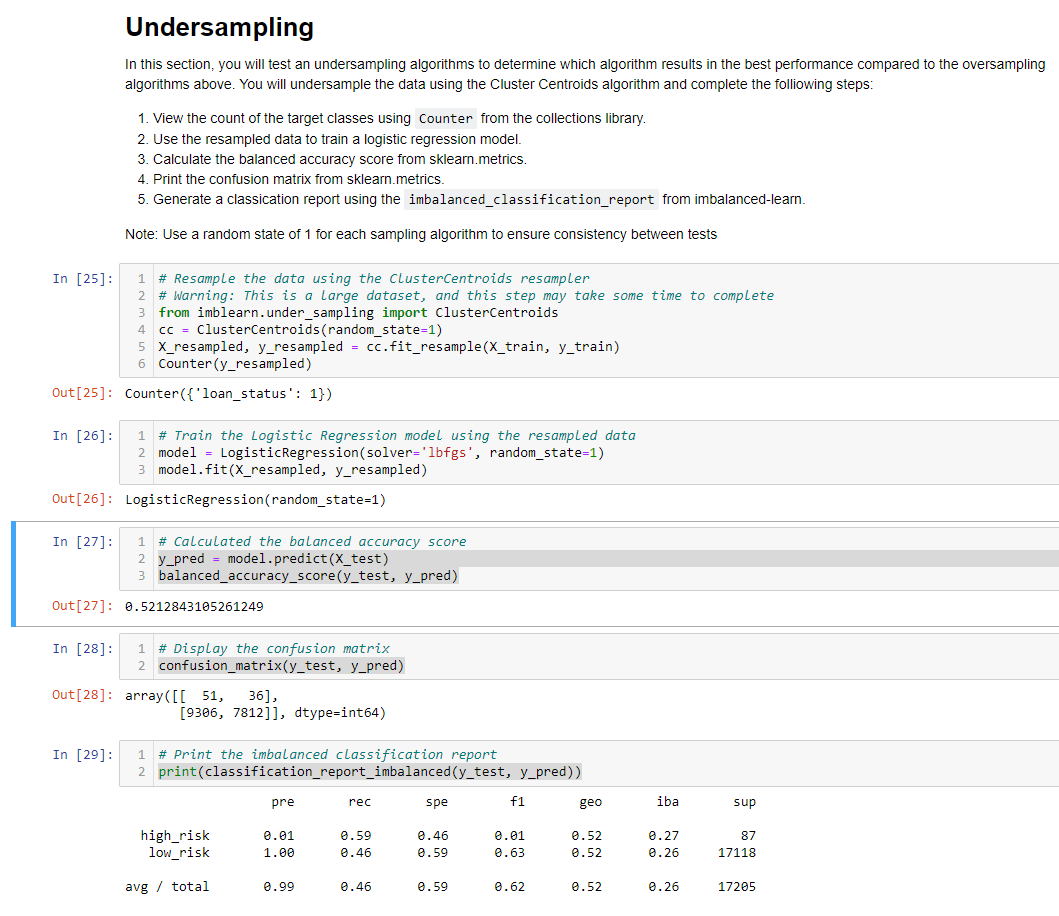 Undersampling
In this section, you will test an undersampling algorithms to determine which algorithm results in the best performance compared to the oversampling
algorithms above. You will undersample the data using the Cluster Centroids algorithm and complete the folliowing steps:
1. View the count of the target classes using Counter from the collections library.
2. Use the resampled data to train a logistic regression model.
3. Calculate the balanced accuracy score from sklearn.metrics.
4. Print the confusion matrix from sklearn.metrics.
5. Generate a classication report using the imbalanced_classification_report from imbalanced-learn.
Note: Use a random state of 1 for each sampling algorithm to ensure consistency between tests
In [25]: 1 # Resample the data using the ClusterCentroids resampler
2 # Warning: This is a large dataset, and this step may take some time to complete
3 from imblearn.under_sampling import ClusterCentroids
4 cc = ClusterCentroids(random_state=1)
5 X_resampled, y_resampled = cc.fit_resample(X_train, y_train)
6 Counter(y_resampled)
Out[25]: Counter({'loan_status': 1})
In [26]: 1 # Train the Logistic Regression model using the resampled data
2 model = LogisticRegression(solver='lbfgs', random_state=1)
3 model.fit(X_resampled, y_resampled)
Out[26]: LogisticRegression(random_state=1)
In [27]: 1 # Calculated the balanced accuracy score
2 y_pred = model.predict(X_test)
3 balanced_accuracy_score(y_test, y_pred)
Out[27]: 0.5212843105261249
In [28]: 1 # Display the confusion matrix
2 confusion_matrix(y_test, y_pred)
Out[28]: array([[ 51, 36],
[9306, 7812]], dtype=int64)
In [29]: 1 # Print the imbalanced classification report
2 print(classification_report_imbalanced(y_test, y_pred))
pre rec spe f1 geo iba sup
high_risk 0.01 0.59 0.46 0.01 0.52 0.27 87
low_risk 1.00 0.46 0.59 0.63 0.52 0.26 17118
avg / total 0.99 0.46 0.59 0.62 0.52 0.26 17205